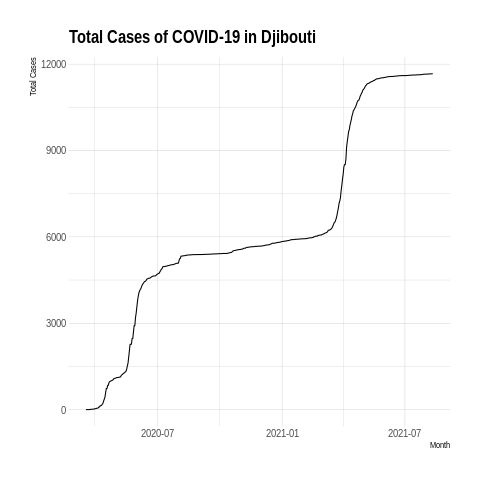 Total Cases of COVID-19 in Djibouti
Total Cases
12000
9000
6000
3000
0
2020-07
2021-01
2021-07
Month